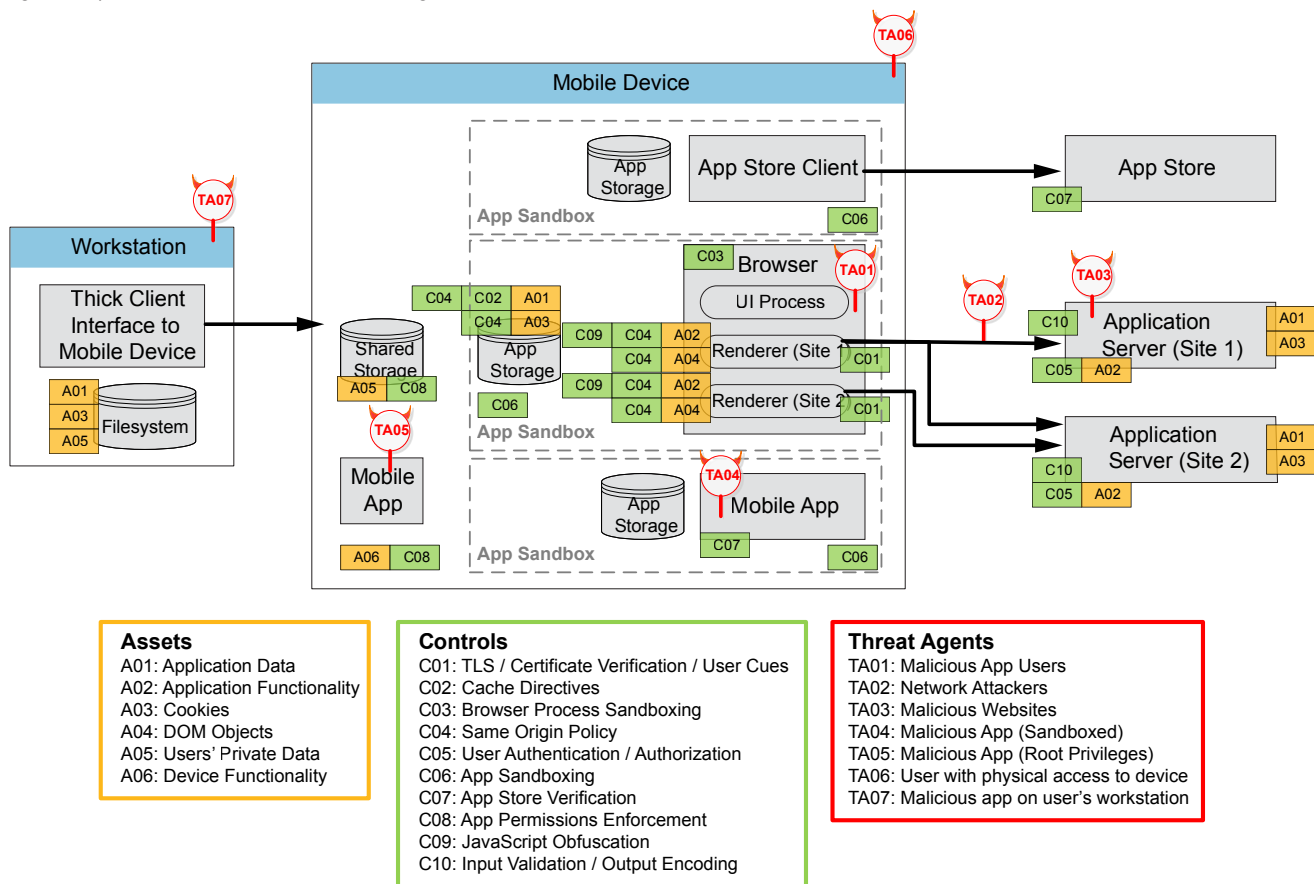 TA06
Mobile Device
App
Storage
App Store Client
App Store
C07
App Sandbox
C06
TA07
Workstation
Thick Client
Interface to
Mobile Device
A01
A03
A05
Filesystem
C03
Browser
TA01
UI Process
C04 C02 A01
C04 A03
Shared
Storage
A05 C08
App
Storage
C06
C09 C04 A02
C04 A04
Renderer (Site 1)
C01
C09 C04 A02
C04 A04
Renderer (Site 2)
C01
App Sandbox
TA02
TA03
C10
Application
Server (Site 1)
A01
A03
C05 A02
Application
Server (Site 2)
A01
A03
C10
C05 A02
TA05
Mobile
App
A06 C08
TA04
App
Storage
Mobile App
C07
App Sandbox
C06
Assets
A01: Application Data
A02: Application Functionality
A03: Cookies
A04: DOM Objects
A05: Users' Private Data
A06: Device Functionality
Controls
C01: TLS / Certificate Verification / User Cues
C02: Cache Directives
C03: Browser Process Sandboxing
C04: Same Origin Policy
C05: User Authentication / Authorization
C06: App Sandboxing
C07: App Store Verification
C08: App Permissions Enforcement
C09: JavaScript Obfuscation
C10: Input Validation / Output Encoding
Threat Agents
TA01: Malicious App Users
TA02: Network Attackers
TA03: Malicious Websites
TA04: Malicious App (Sandboxed)
TA05: Malicious App (Root Privileges)
TA06: User with physical access to device
TA07: Malicious app on user's workstation